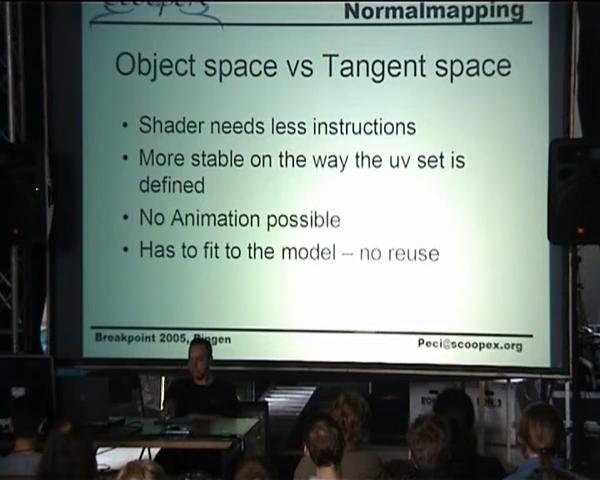 Normalmapping
Object space vs Tangent space
• Shader needs less instructions
• More stable on the way the uv set is
defined
• No Animation possible
• Has to fit to the model – no reuse
Breakpoint 2005, Bingen
Peci@scoopex.org